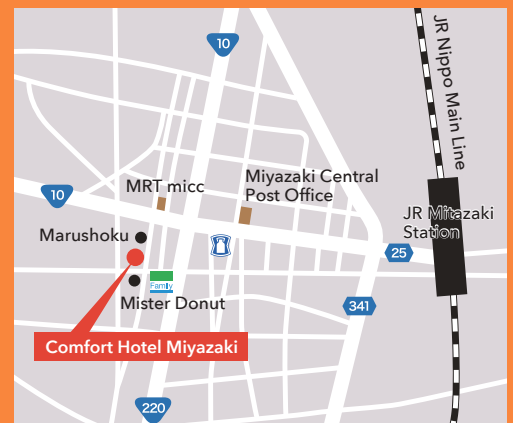 10
JR Nippo Main Line
10
MRT micc
Miyazaki Central
Post Office
JR Mitazaki
Station
Marushoku
25
Family
Mister Donut
341
Comfort Hotel Miyazaki
220